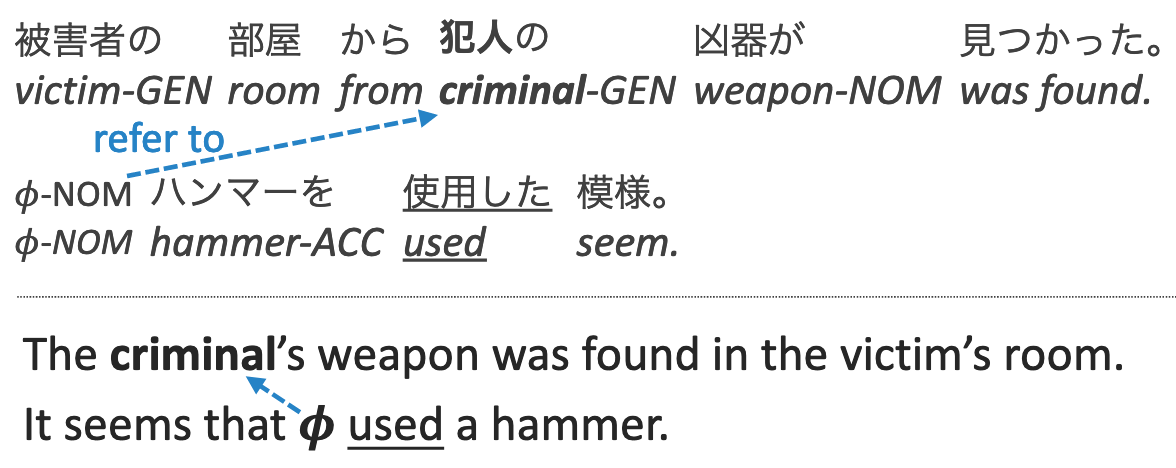 被害者の 部屋 から 犯人の 凶器が 見つかった。
victim-GEN room from criminal-GEN weapon-NOM was found.
refer to
ϕ-NOM ハンマーを 使用した 模様。
ϕ-NOM hammer-ACC used seem.
The criminal’s weapon was found in the victim’s room.
It seems that ϕ used a hammer.